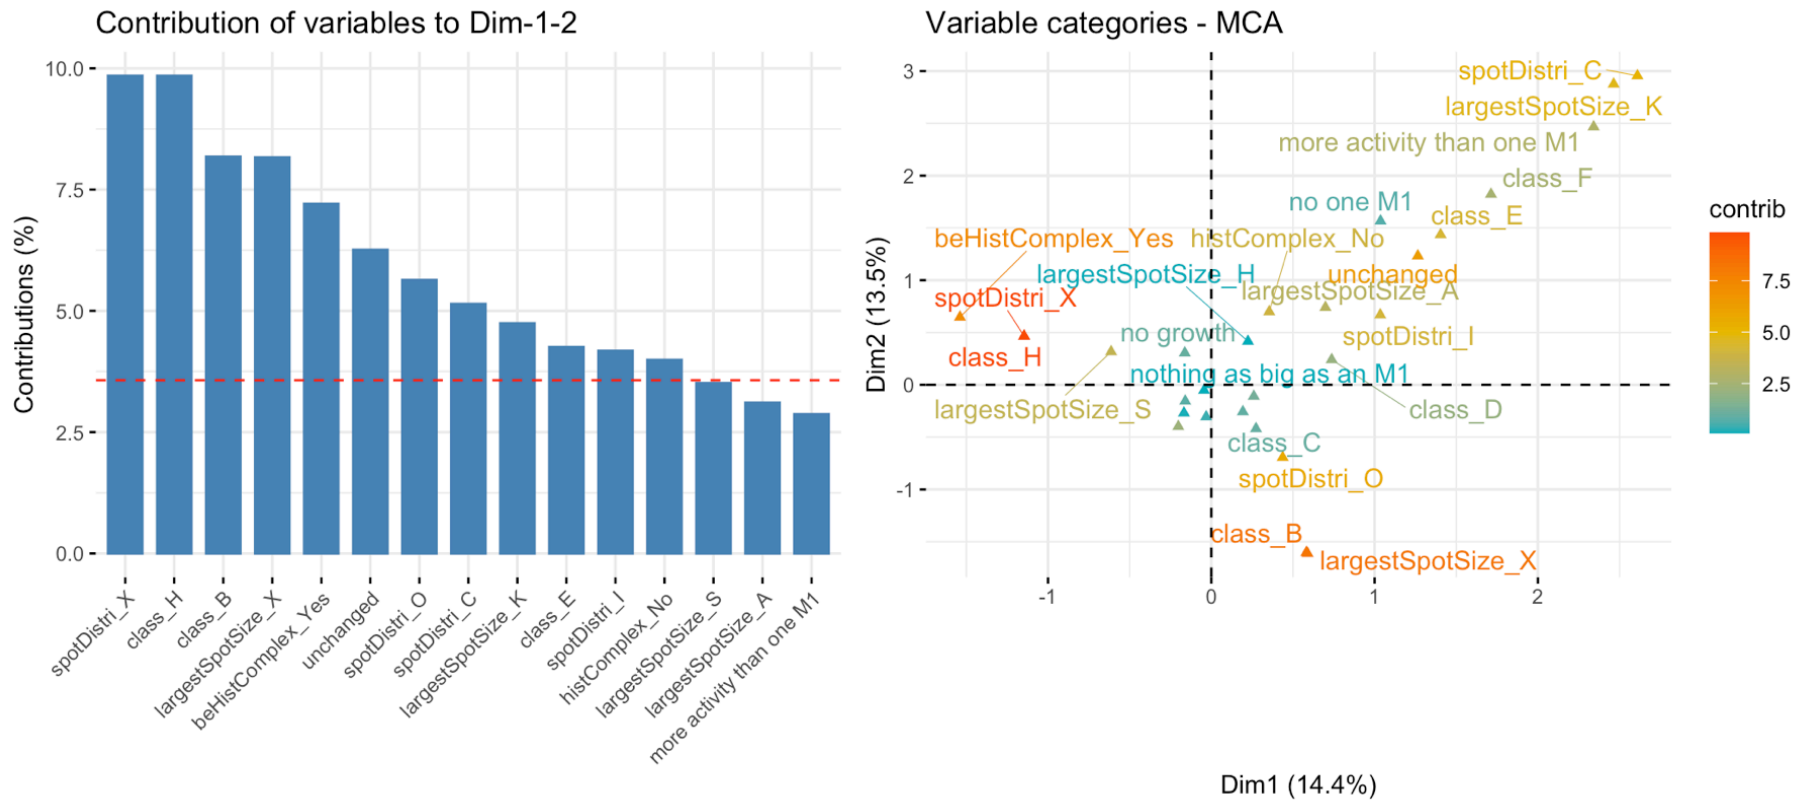 Contribution of variables to Dim-1-2
Contributions (%)
10.0
7.5
5.0
2.5
0.0
spotDistri_X
class_H
class_B
largestSpotSize_X
beHistComplex_Yes
unchanged
spotDistri_O
spotDistri_C
largestSpotSize_K
class_E
spotDistri_I
histComplex_No
largestSpotSize_S
largestSpotSize_A
more activity than one M1
Variable categories - MCA
Dim2 (13.5%)
3
2
1
0
-1
spotDistri_C
largestSpotSize_K
more activity than one M1
class_F
no one M1
class_E
beHistComplex_Yes
histComplex_No
largestSpotSize_H
unchanged
largestSpotSize_A
spotDistri_X
no growth
spotDistri_I
class_H
nothing as big as an M1
largestSpotSize_S
class_D
class_C
spotDistri_O
class_B
largestSpotSize_X
-1
0
1
2
Dim1 (14.4%)
contrib
7.5
5.0
2.5